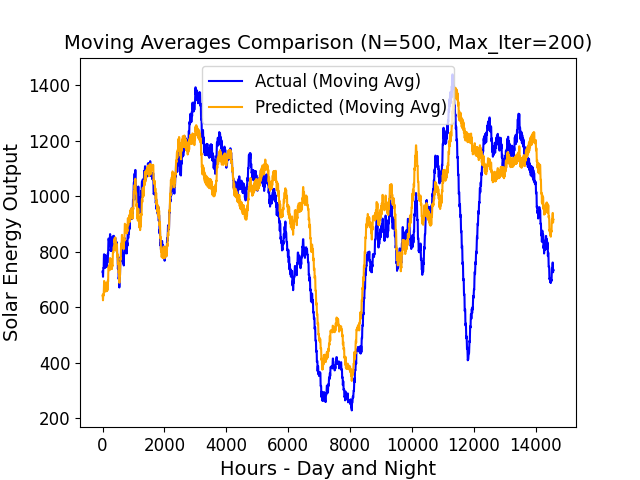 Moving Averages Comparison (N=500, Max_Iter=200)
Actual (Moving Avg)
Predicted (Moving Avg)
Solar Energy Output
1400
1200
1000
800
600
400
200
0 2000 4000 6000 8000 10000 12000 14000
Hours - Day and Night